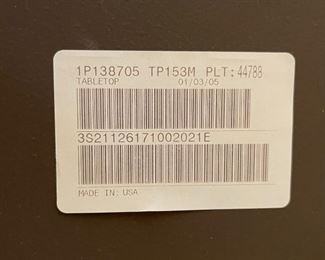 1P138705 TP153M PLT:44788
TABLETOP 01/03/05
3S21126171002021E
MADE IN: USA